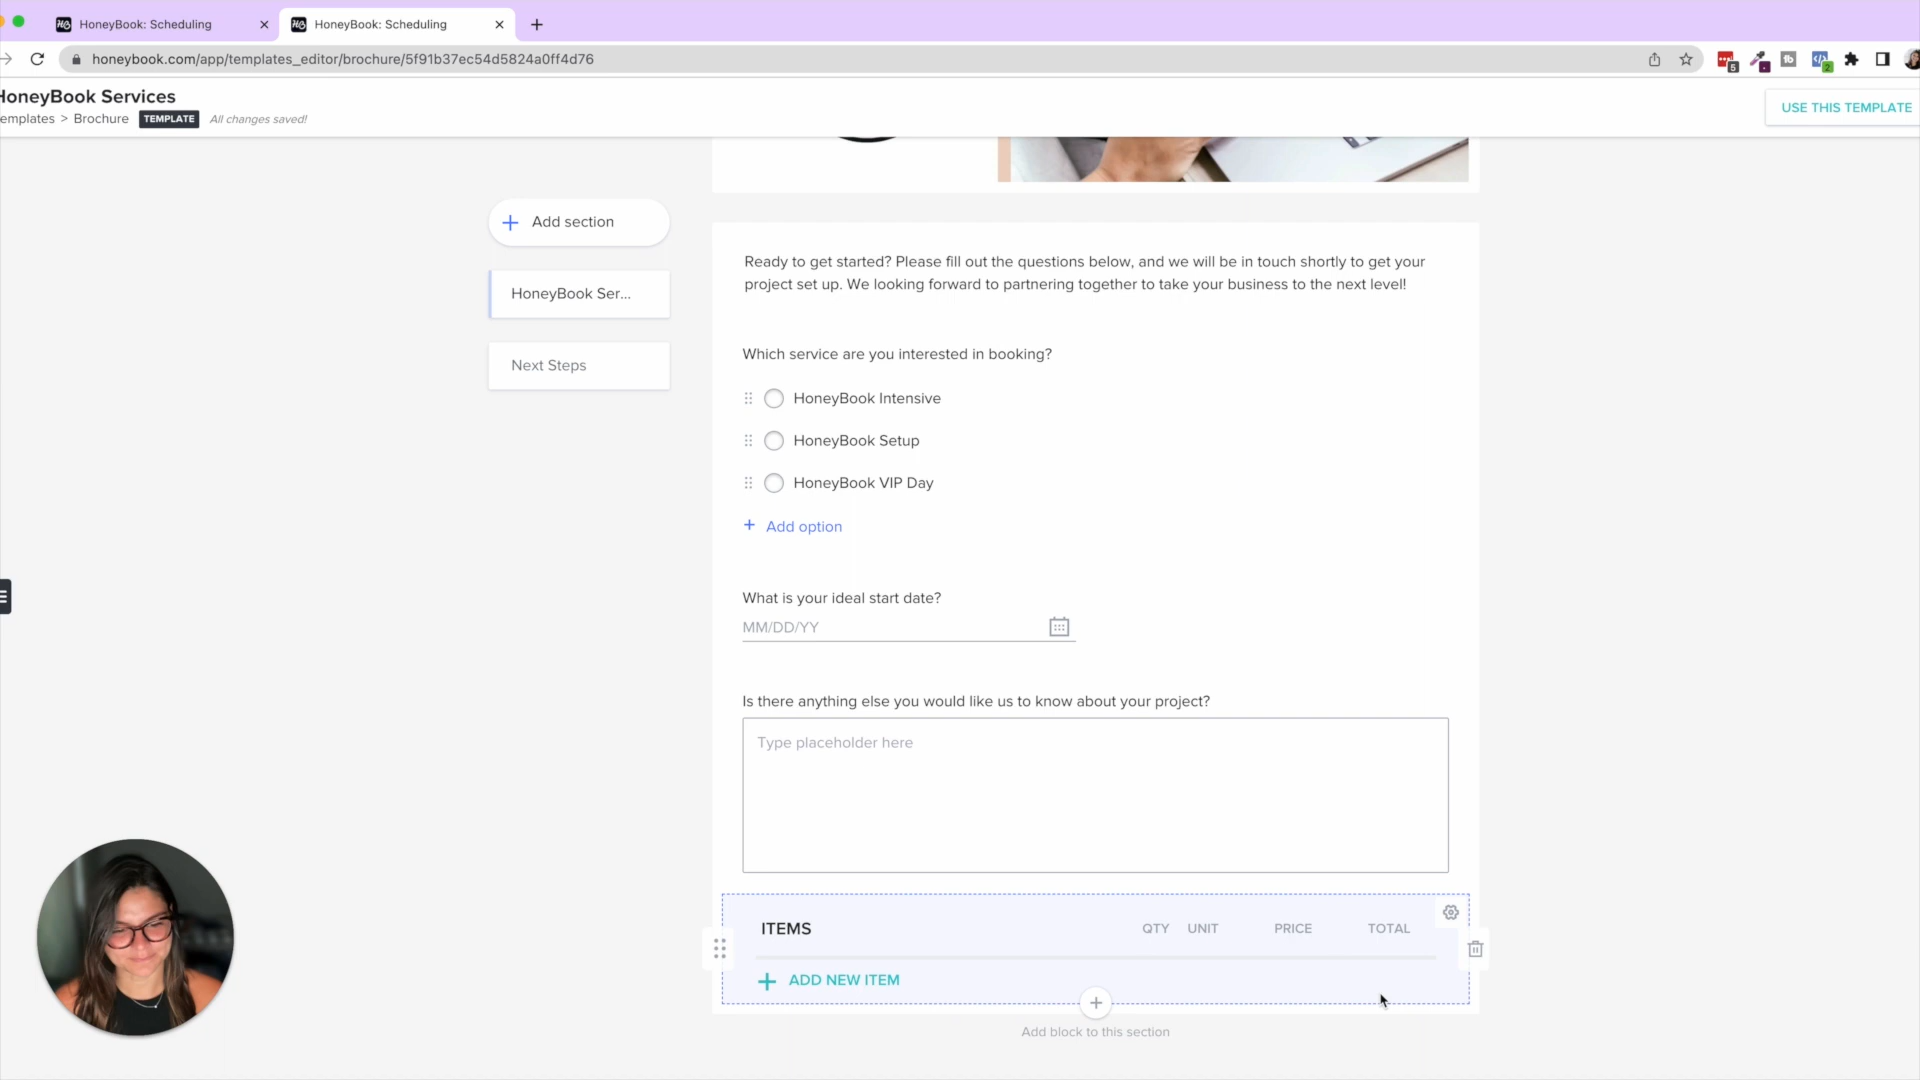 HoneyBook: Scheduling
HoneyBook: Scheduling
honeybook.com/app/templates_editor/brochure/5f91b37ec54d5824a0ff4d76
5
2
HoneyBook Services
emplates > Brochure TEMPLATE All changes saved!
USE THIS TEMPLATE
Add section
HoneyBook Ser...
Next Steps
Ready to get started? Please fill out the questions below, and we will be in touch shortly to get your
project set up. We looking forward to partnering together to take your business to the next level!
Which service are you interested in booking?
HoneyBook Intensive
HoneyBook Setup
HoneyBook VIP Day
+ Add option
What is your ideal start date?
MM/DD/YY
Is there anything else you would like us to know about your project?
Type placeholder here
ITEMS QTY UNIT PRICE TOTAL
+ ADD NEW ITEM
Add block to this section